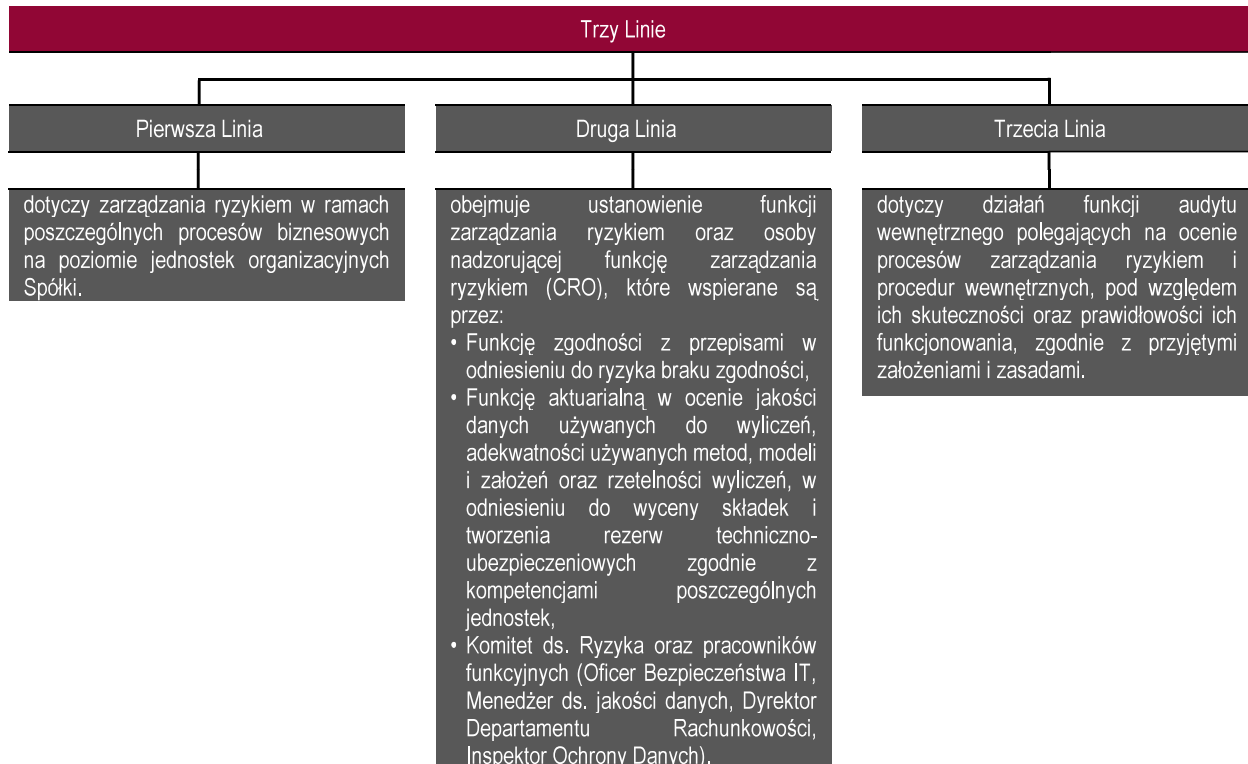 Trzy Linie
Pierwsza Linia
dotyczy zarządzania ryzykiem w ramach
poszczególnych procesów biznesowych
na poziomie jednostek organizacyjnych
Spółki.
Druga Linia
obejmuje ustanowienie funkcji
zarządzania ryzykiem oraz osoby
nadzorującej funkcję zarządzania
ryzykiem (CRO), które wspierane są
przez:
• Funkcję zgodności z przepisami w
odniesieniu do ryzyka braku zgodności,
• Funkcję aktuarialną w ocenie jakości
danych używanych do wyliczeń,
adekwatności używanych metod, modeli
i założeń oraz rzetelności wyliczeń, w
odniesieniu do wyceny składek i
tworzenia rezerw techniczno-
ubezpieczeniowych zgodnie z
kompetencjami poszczególnych
jednostek,
• Komitet ds. Ryzyka oraz pracowników
funkcyjnych (Oficer Bezpieczeństwa IT,
Menedżer ds. jakości danych, Dyrektor
Departamentu Rachunkowości,
Inspektor Ochrony Danych).
Trzecia Linia
dotyczy działań funkcji audytu
wewnętrznego polegających na ocenie
procesów zarządzania ryzykiem i
procedur wewnętrznych, pod względem
ich skuteczności oraz prawidłowości ich
funkcjonowania, zgodnie z przyjętymi
założeniami i zasadami.